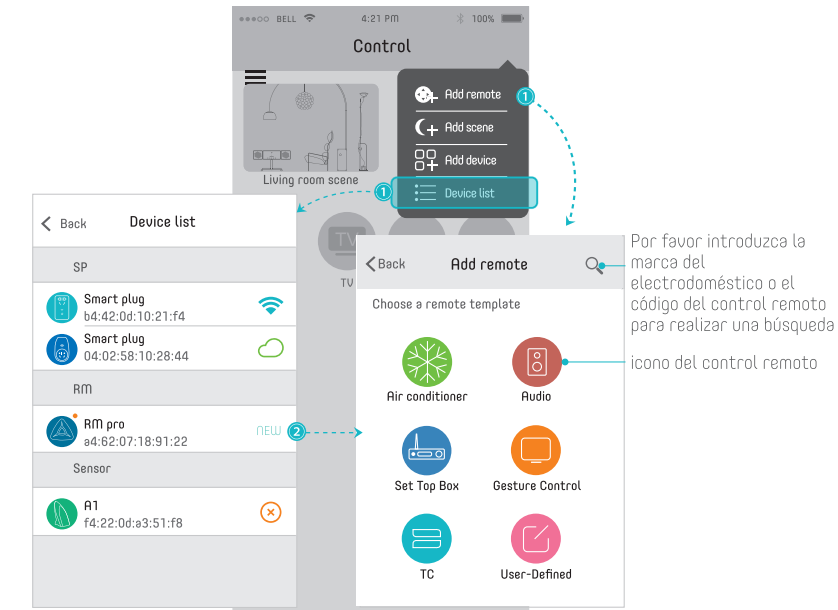 BELL
4:21 PM
100%
Control
Add remote
1
Add scene
Add device
Device list
1
Living room scene
TV
TV
Back
Device list
SP
Smart plug
b4:42:0d:10:21:f4
Smart plug
04:02:58:10:28:44
RM
RM pro
a4:62:07:18:91:22
NEW
2
Sensor
A1
f4:22:0d:a3:51:f8
Back
Add remote
Choose a remote template
Air conditioner
Audio
Set Top Box
Gesture Control
TC
User-Defined
Por favor introduzca la
marca del
electrodoméstico o el
código del control remoto
para realizar una búsqueda
icono del control remoto